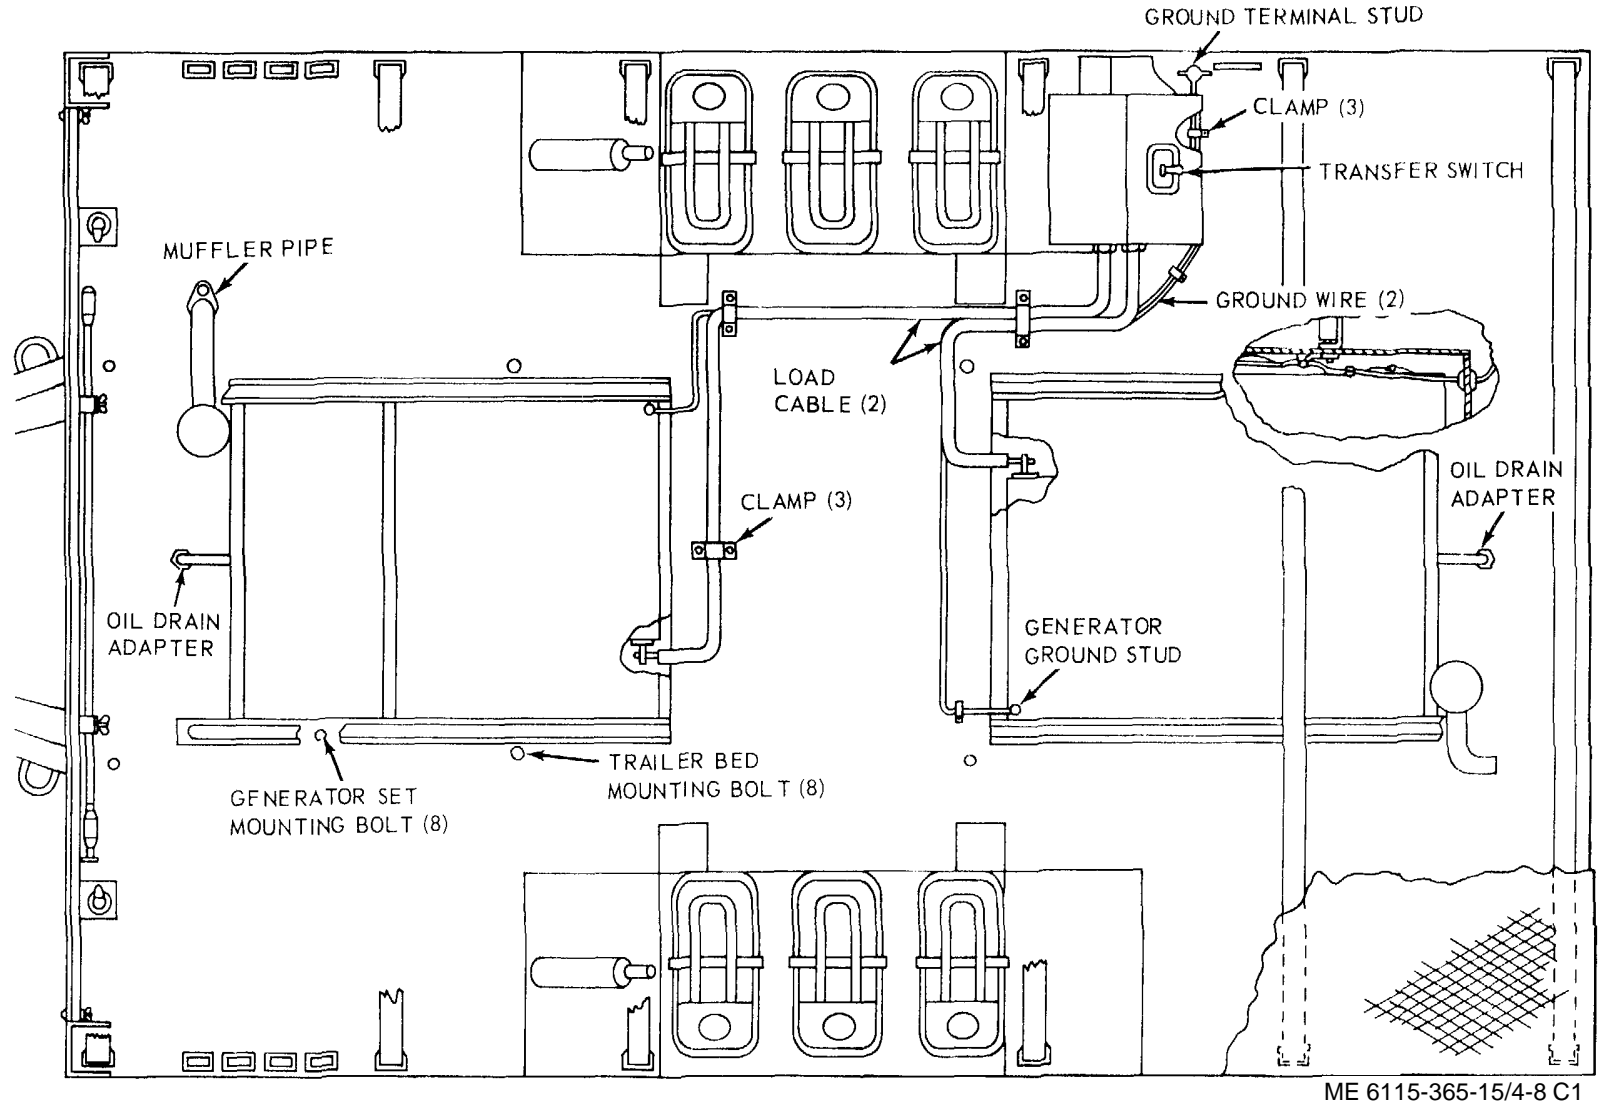 GROUND TERMINAL STUD
CLAMP (3)
TRANSFER SWITCH
MUFFLER PIPE
GROUND WIRE (2)
LOAD
CABLE (2)
OIL DRAIN
ADAPTER
CLAMP (3)
OIL DRAIN
ADAPTER
GENERATOR
GROUND STUD
TRAILER BED
MOUNTING BOLT (8)
GENERATOR SET
MOUNTING BOLT (8)
ME 6115-365-15/4-8 C1